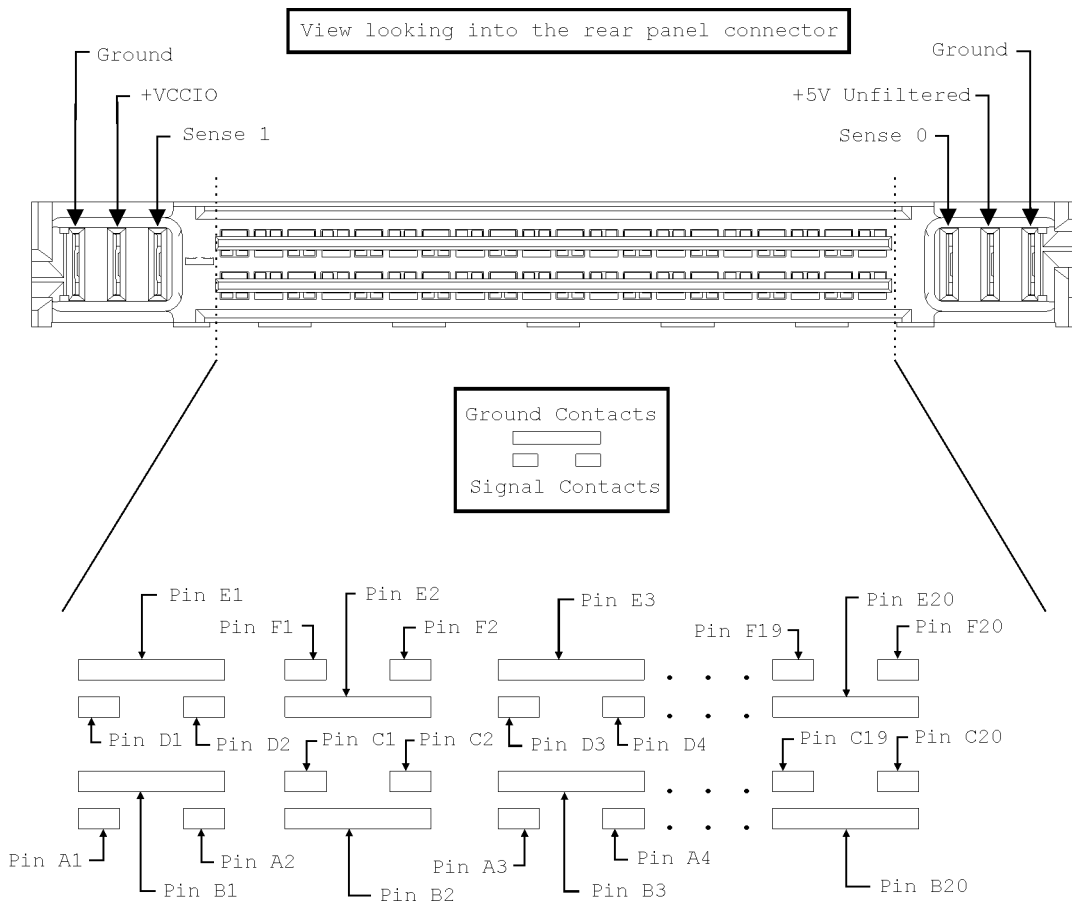 View looking into the rear panel connector
Ground
Ground
+VCCIO
+5V Unfiltered
Sense 1
Sense 0
Ground Contacts
Signal Contacts
Pin E1
Pin E2
Pin E3
Pin E20
Pin F1
Pin F2
Pin F19
Pin F20
Pin D1
Pin D2
Pin C1
Pin C2
Pin D3
Pin D4
Pin C19
Pin C20
Pin A1
Pin A2
Pin A3
Pin A4
Pin B1
Pin B2
Pin B3
Pin B20